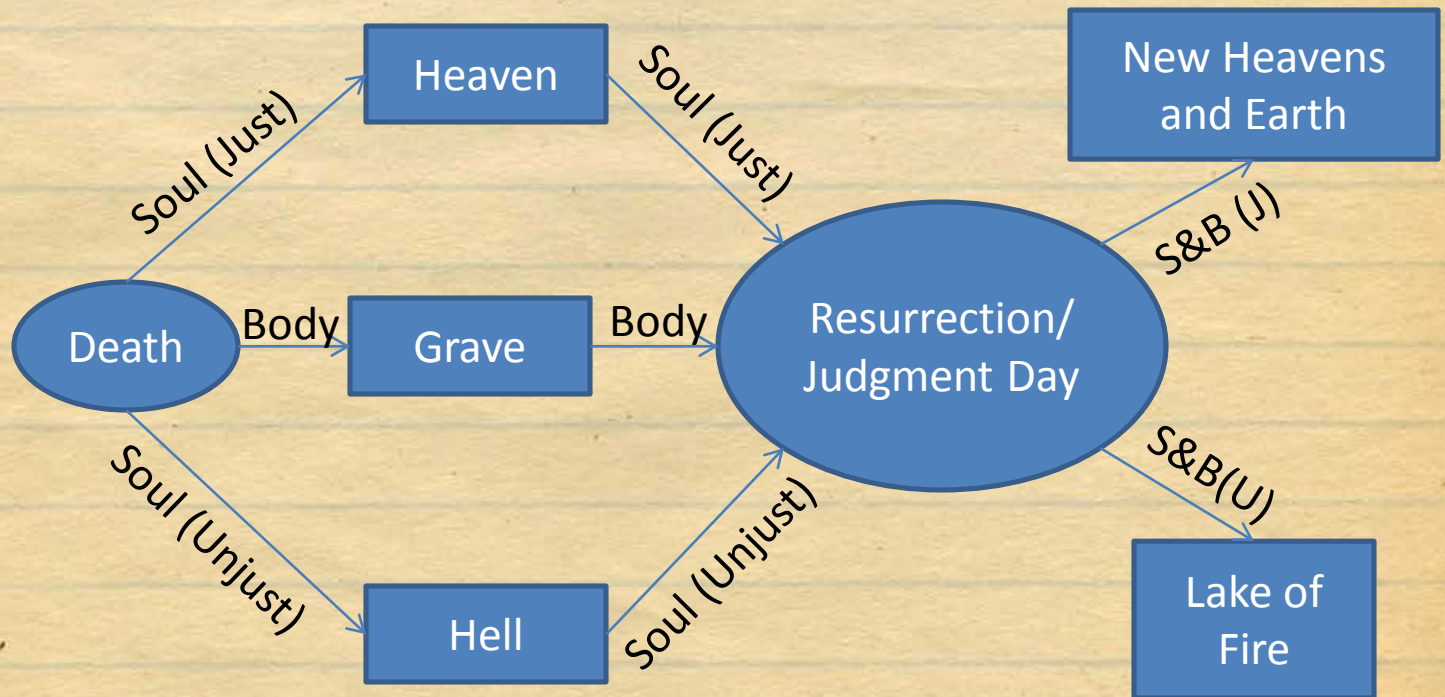 Heaven
New Heavens
and Earth
Soul (Just)
Soul (Just)
S&B (J)
Death
Body
Grave
Body
Resurrection/
Judgment Day
Soul (Unjust)
Soul (Unjust)
S&B(U)
Hell
Lake of
Fire